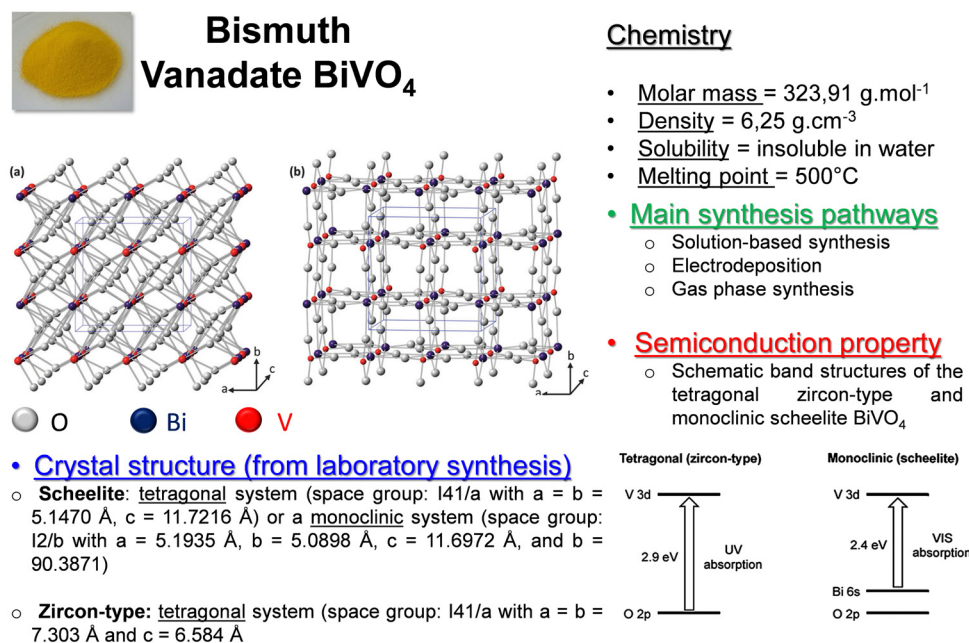 Bismuth
Vanadate BiVO₄
(a)
(b)
b
c
a
b
c
a
O
Bi
V
• Crystal structure (from laboratory synthesis)
o Scheelite: tetragonal system (space group: I41/a with a = b =
5.1470 Å, c = 11.7216 Å) or a monoclinic system (space group:
I2/b with a = 5.1935 Å, b = 5.0898 Å, c = 11.6972 Å, and b =
90.3871)
o Zircon-type: tetragonal system (space group: I41/a with a = b =
7.303 Å and c = 6.584 Å
Chemistry
• Molar mass = 323,91 g.mol⁻¹
• Density = 6,25 g.cm⁻³
• Solubility = insoluble in water
• Melting point = 500°C
• Main synthesis pathways
o Solution-based synthesis
o Electrodeposition
o Gas phase synthesis
• Semiconduction property
o Schematic band structures of the
tetragonal zircon-type and
monoclinic scheelite BiVO₄
Tetragonal (zircon-type)
V 3d
2.9 eV
UV
absorption
O 2p
Monoclinic (scheelite)
V 3d
2.4 eV
VIS
absorption
Bi 6s
O 2p